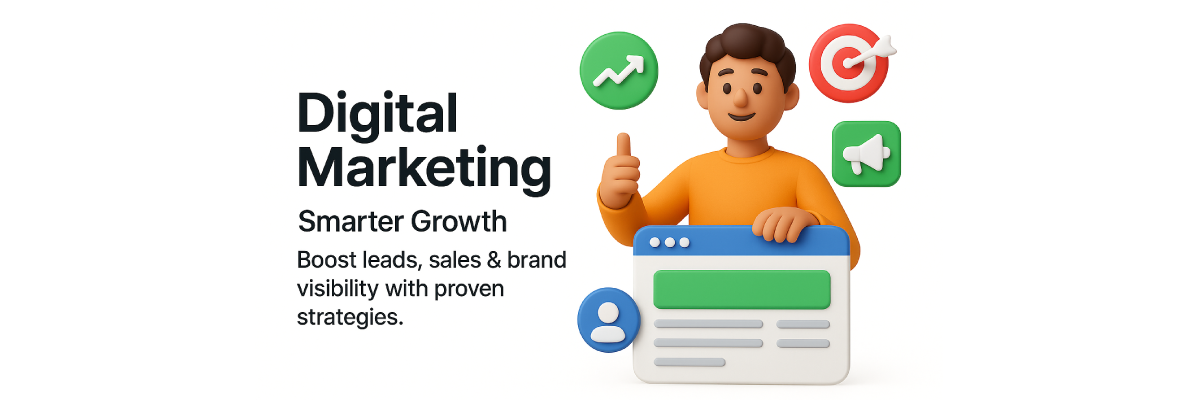 Digital
Marketing
Smarter Growth
Boost leads, sales & brand
visibility with proven
strategies.